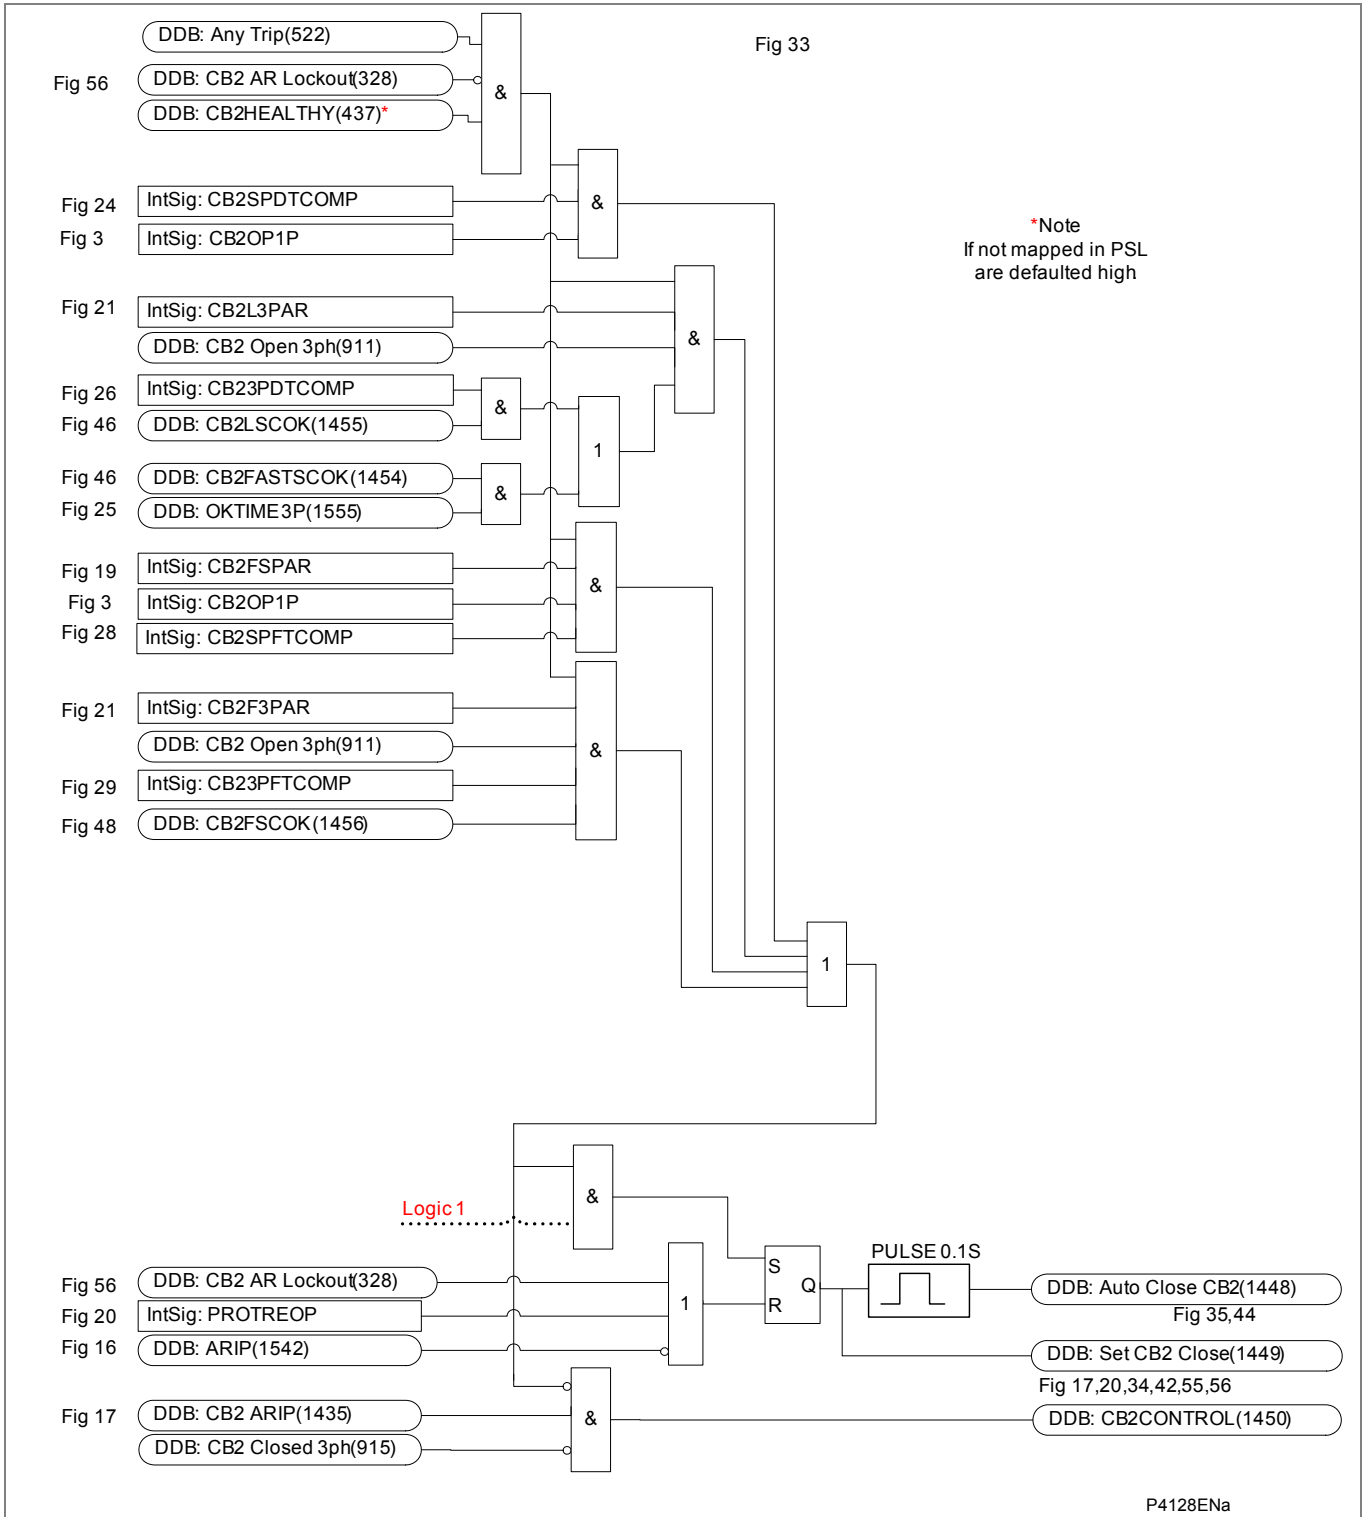 DDB: Any Trip(522)
Fig 33
Fig 56
DDB: CB2 AR Lockout(328)
DDB: CB2HEALTHY(437)*
&
Fig 24
IntSig: CB2SPDTCOMP
Fig 3
IntSig: CB2OP1P
&
*Note
If not mapped in PSL
are defaulted high
Fig 21
IntSig: CB2L3PAR
DDB: CB2 Open 3ph(911)
&
Fig 26
IntSig: CB23PDTCOMP
Fig 46
DDB: CB2LSCOK(1455)
&
1
Fig 46
DDB: CB2FASTSCOK(1454)
Fig 25
DDB: OKTIME3P(1555)
&
Fig 19
IntSig: CB2FSPAR
Fig 3
IntSig: CB2OP1P
Fig 28
IntSig: CB2SPFTCOMP
&
Fig 21
IntSig: CB2F3PAR
DDB: CB2 Open 3ph(911)
Fig 29
IntSig: CB23PFTCOMP
Fig 48
DDB: CB2FSCOK(1456)
&
1
&
Logic 1
Fig 56
DDB: CB2 AR Lockout(328)
Fig 20
IntSig: PROTREOP
Fig 16
DDB: ARIP(1542)
1
S
R
Q
PULSE 0.1S
DDB: Auto Close CB2(1448)
Fig 35,44
DDB: Set CB2 Close(1449)
Fig 17,20,34,42,55,56
Fig 17
DDB: CB2 ARIP(1435)
DDB: CB2 Closed 3ph(915)
&
DDB: CB2CONTROL(1450)
P4128ENa